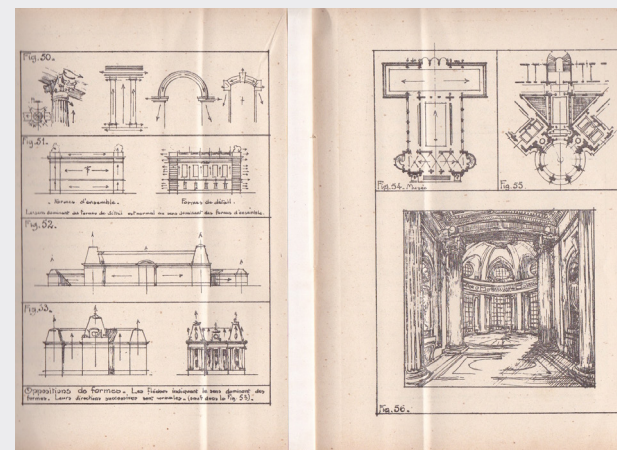 Fig. 50.
Fig. 51.
Formes d'ensemble.
Formes de détail.
Le sens dominant des formes de détail est normal au sens dominant des formes d'ensemble.
Fig. 52.
Fig. 53.
Oppositions de formes. Les flèches indiquent le sens dominant des
formes. Leurs directions successives sont normales. (sauf dans la Fig. 55).
Fig. 54. Musée
Fig. 55.
Fig. 56.